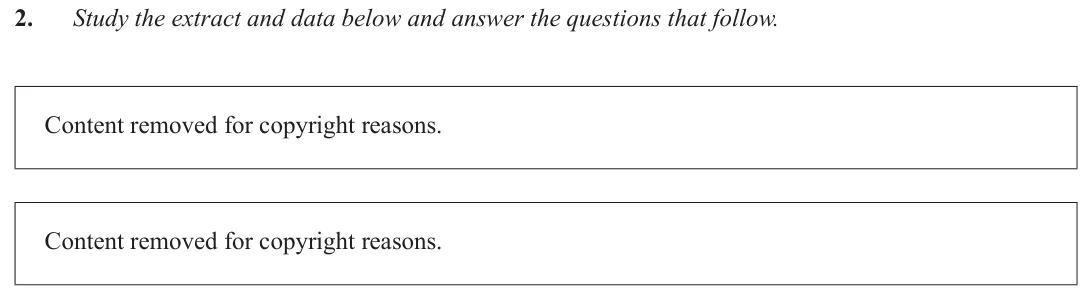 2. Study the extract and data below and answer the questions that follow.
Content removed for copyright reasons.
Content removed for copyright reasons.